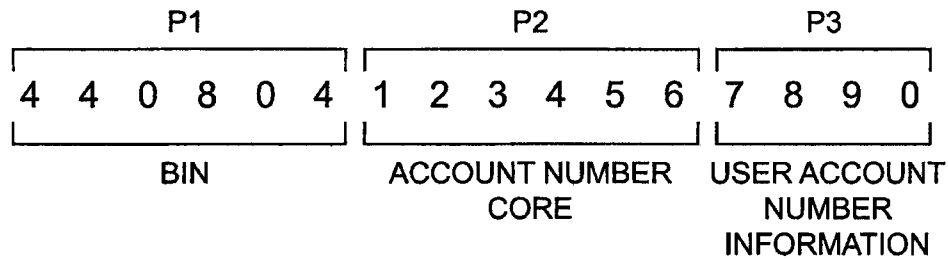 P1 P2 P3
4 4 0 8 0 4 1 2 3 4 5 6 7 8 9 0
BIN ACCOUNT NUMBER USER ACCOUNT
CORE NUMBER
INFORMATION